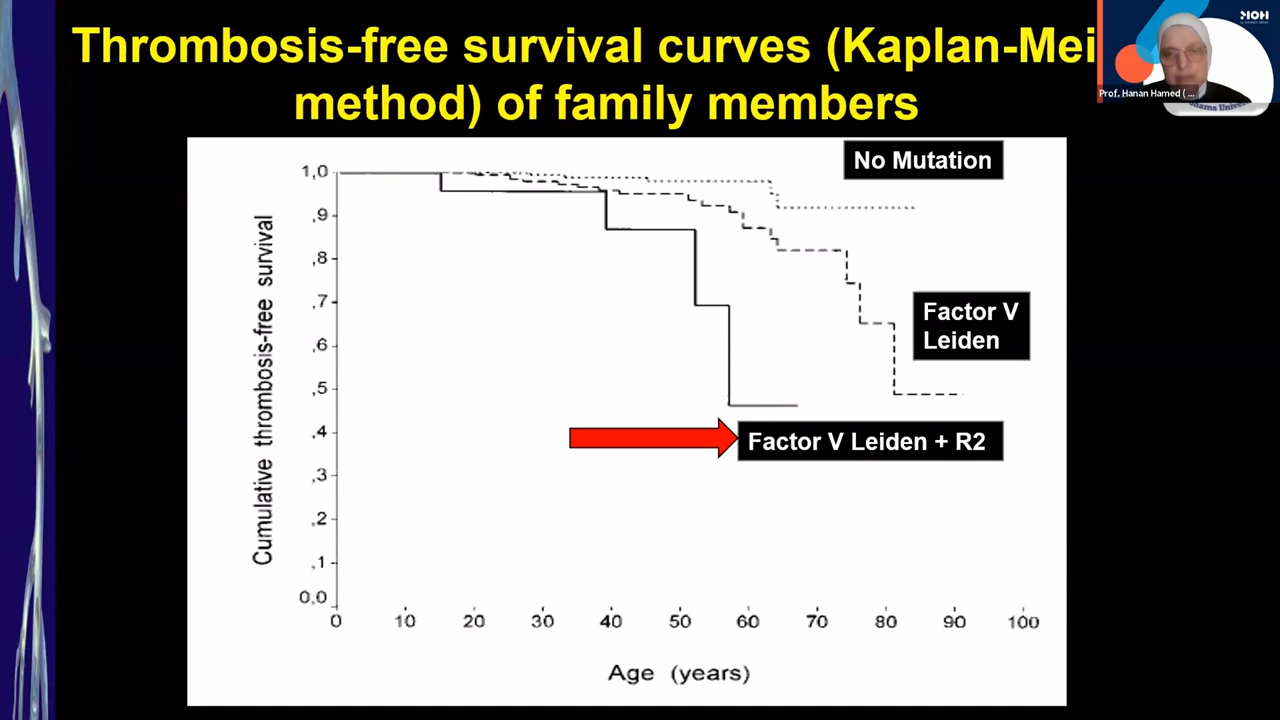 Thrombosis-free survival curves (Kaplan-Mei
method) of family members
MOH
Prof. Hanan Hamed ( ...
No Mutation
Factor V
Leiden
Factor V Leiden + R2
Cumulative thrombosis-free survival
1,0
,9
,8
,7
,6
,5
,4
,3
,2
,1
0,0
0 10 20 30 40 50 60 70 80 90 100
Age (years)